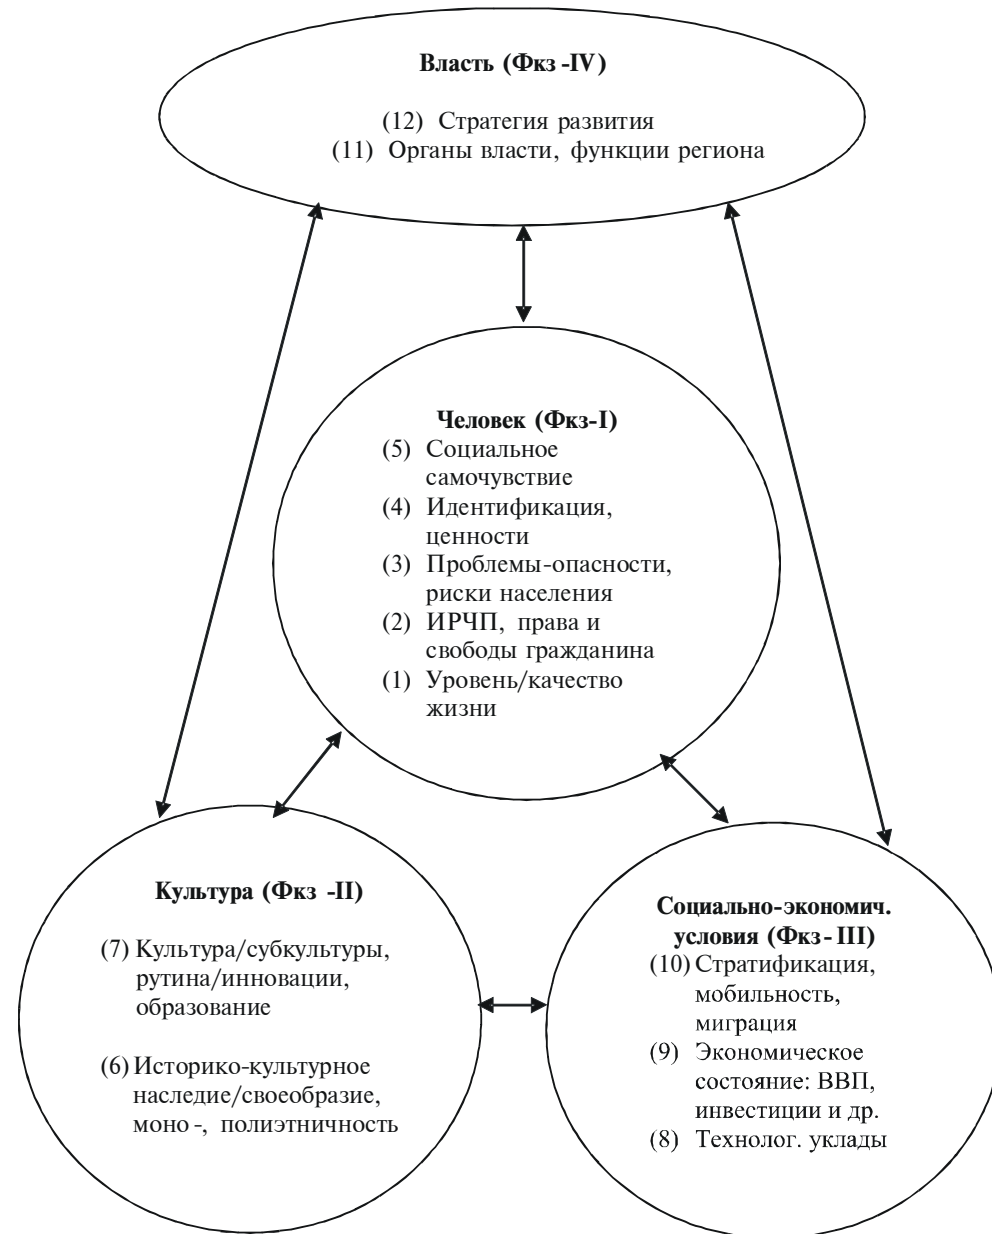 Власть (Фкз -IV)
(12) Стратегия развития
(11) Органы власти, функции региона
Человек (Фкз-I)
(5) Социальное
самочувствие
(4) Идентификация,
ценности
(3) Проблемы-опасности,
риски населения
(2) ИРЧП, права и
свободы гражданина
(1) Уровень/качество
жизни
Культура (Фкз -II)
(7) Культура/субкультуры,
рутина/инновации,
образование
(6) Историко-культурное
наследие/своеобразие,
моно -, полиэтничность
Социально-экономич.
условия (Фкз- III)
(10) Стратификация,
мобильность,
миграция
(9) Экономическое
состояние: ВВП,
инвестиции и др.
(8) Технолог. уклады